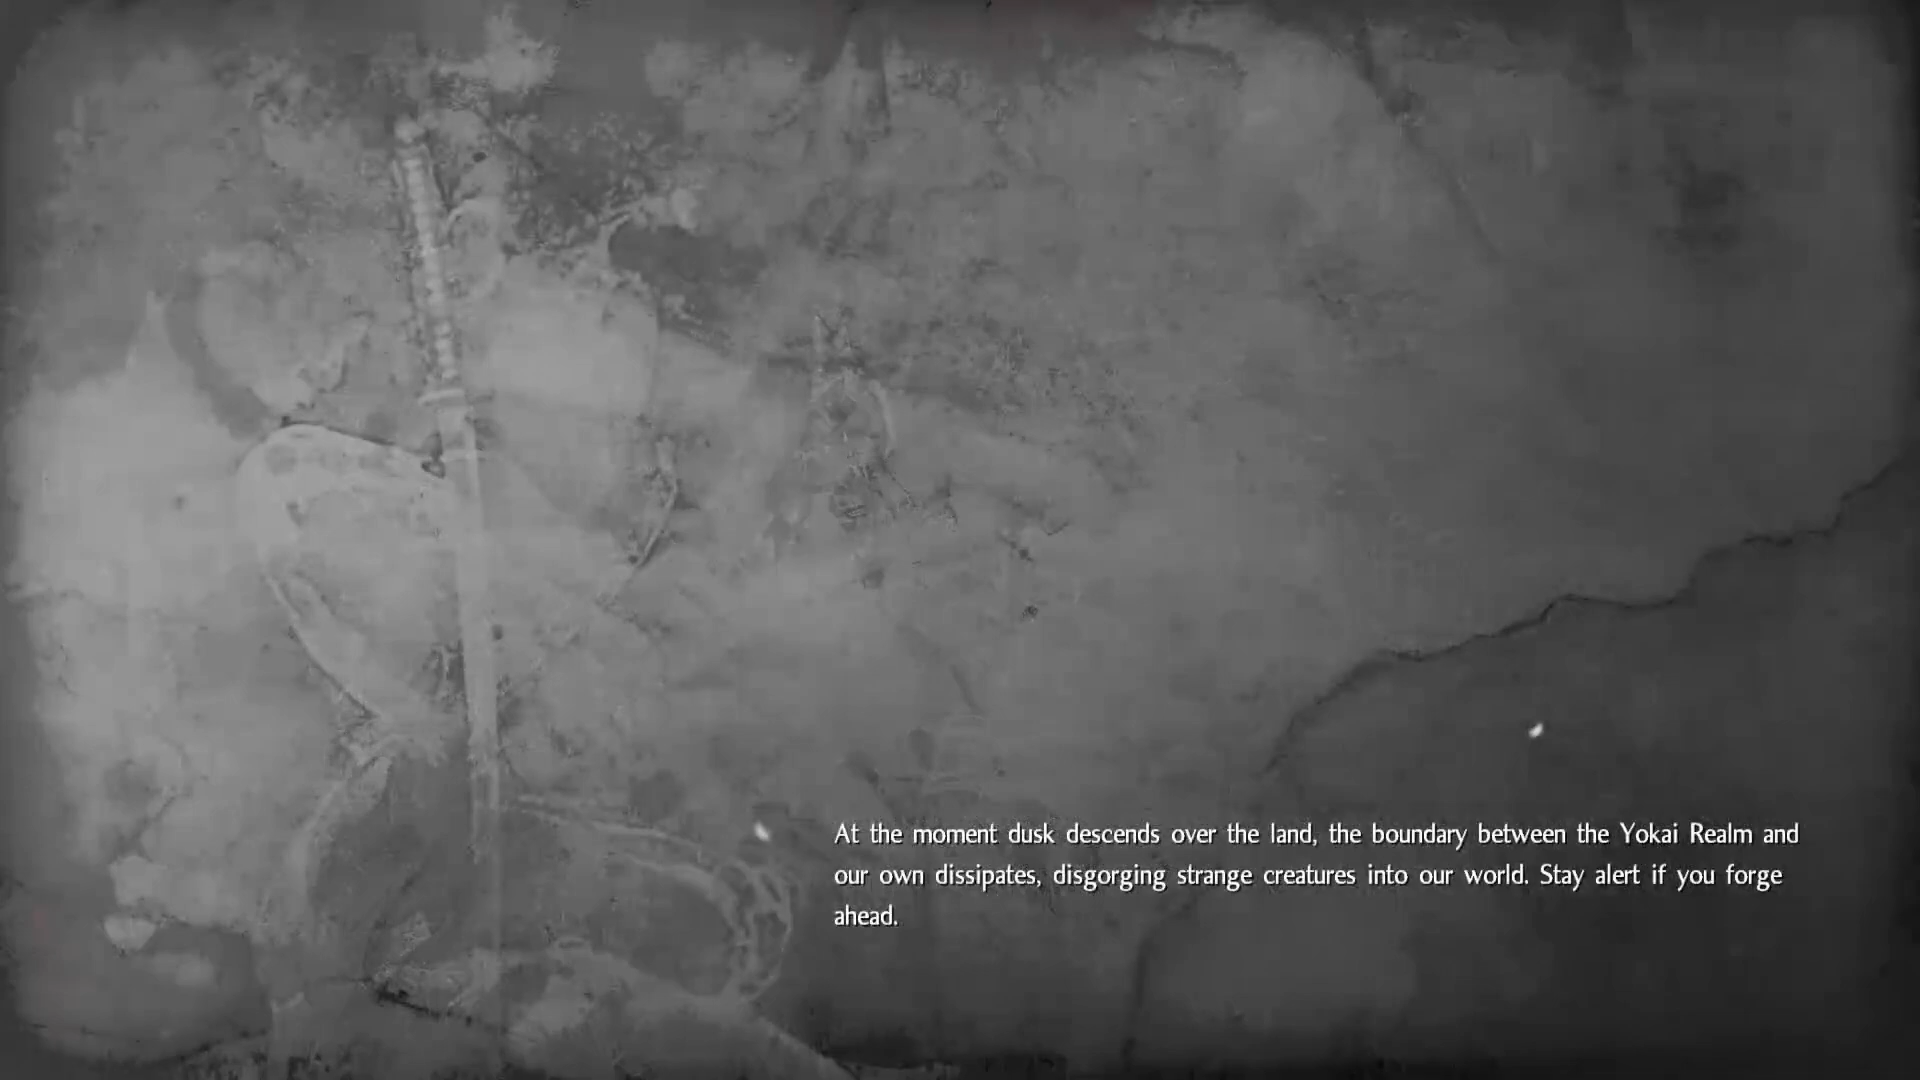 At the moment dusk descends over the land, the boundary between the Yokai Realm and
our own dissipates, disgorging strange creatures into our world. Stay alert if you forge
ahead.